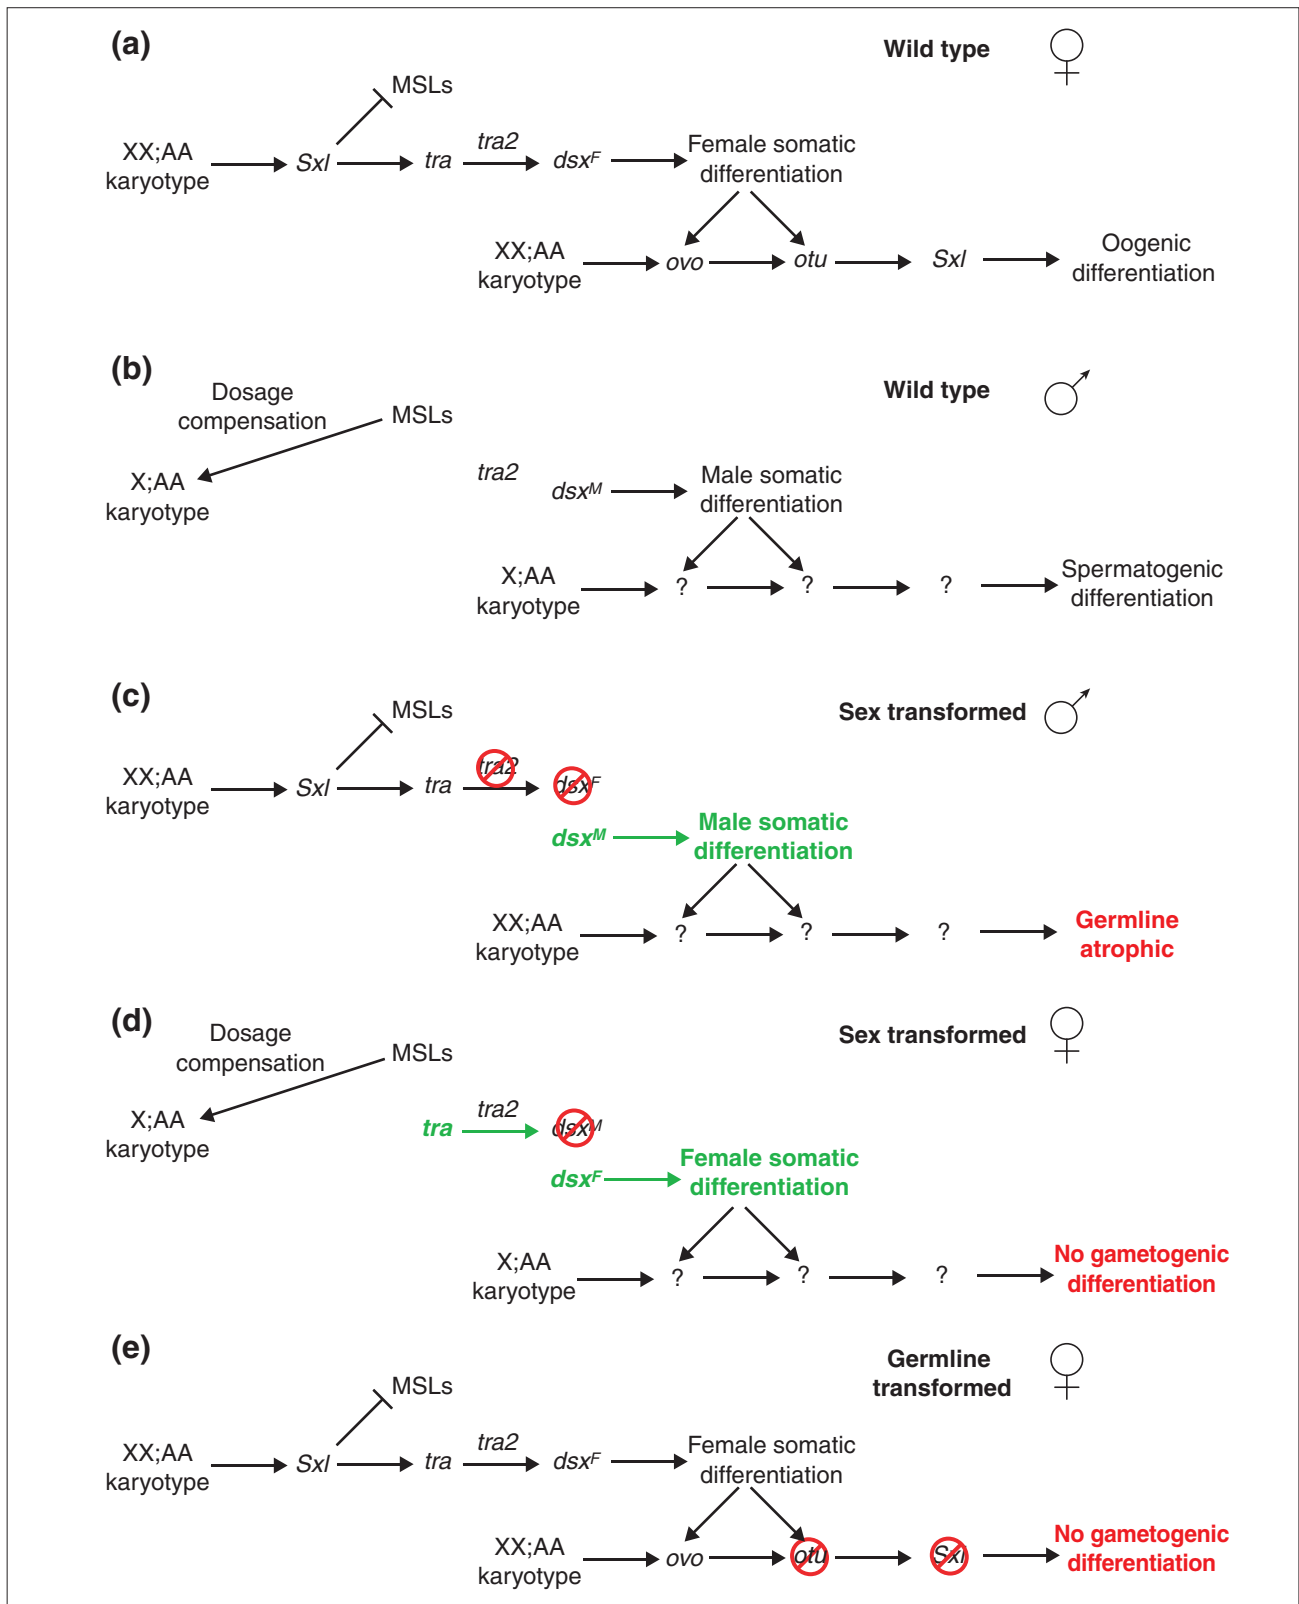 (a)
Wild type
MSLs
XX;AA
karyotype
Sxl
tra
tra2
dsxF
Female somatic
differentiation
XX;AA
karyotype
ovo
otu
Sxl
Oogenic
differentiation
(b)
Wild type
Dosage
compensation
MSLs
X;AA
karyotype
tra2
dsxM
Male somatic
differentiation
X;AA
karyotype
?
?
?
Spermatogenic
differentiation
(c)
Sex transformed
MSLs
XX;AA
karyotype
Sxl
tra
tra2
dsxF
dsxM
Male somatic
differentiation
XX;AA
karyotype
?
?
?
Germline
atrophic
(d)
Sex transformed
Dosage
compensation
MSLs
X;AA
karyotype
tra
tra2
dsxM
dsxF
Female somatic
differentiation
X;AA
karyotype
?
?
?
No gametogenic
differentiation
(e)
Germline
transformed
MSLs
XX;AA
karyotype
Sxl
tra
tra2
dsxF
Female somatic
differentiation
XX;AA
karyotype
ovo
otu
Sxl
No gametogenic
differentiation